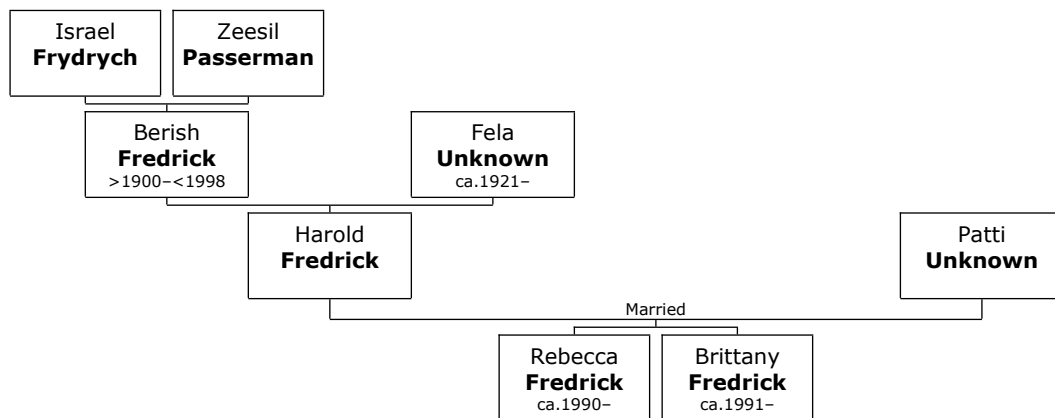 Israel
Frydrych
Zeesil
Passerman
Berish
Fredrick
>1900–<1998
Fela
Unknown
ca.1921–
Harold
Fredrick
Patti
Unknown
Married
Rebecca
Fredrick
ca.1990–
Brittany
Fredrick
ca.1991–